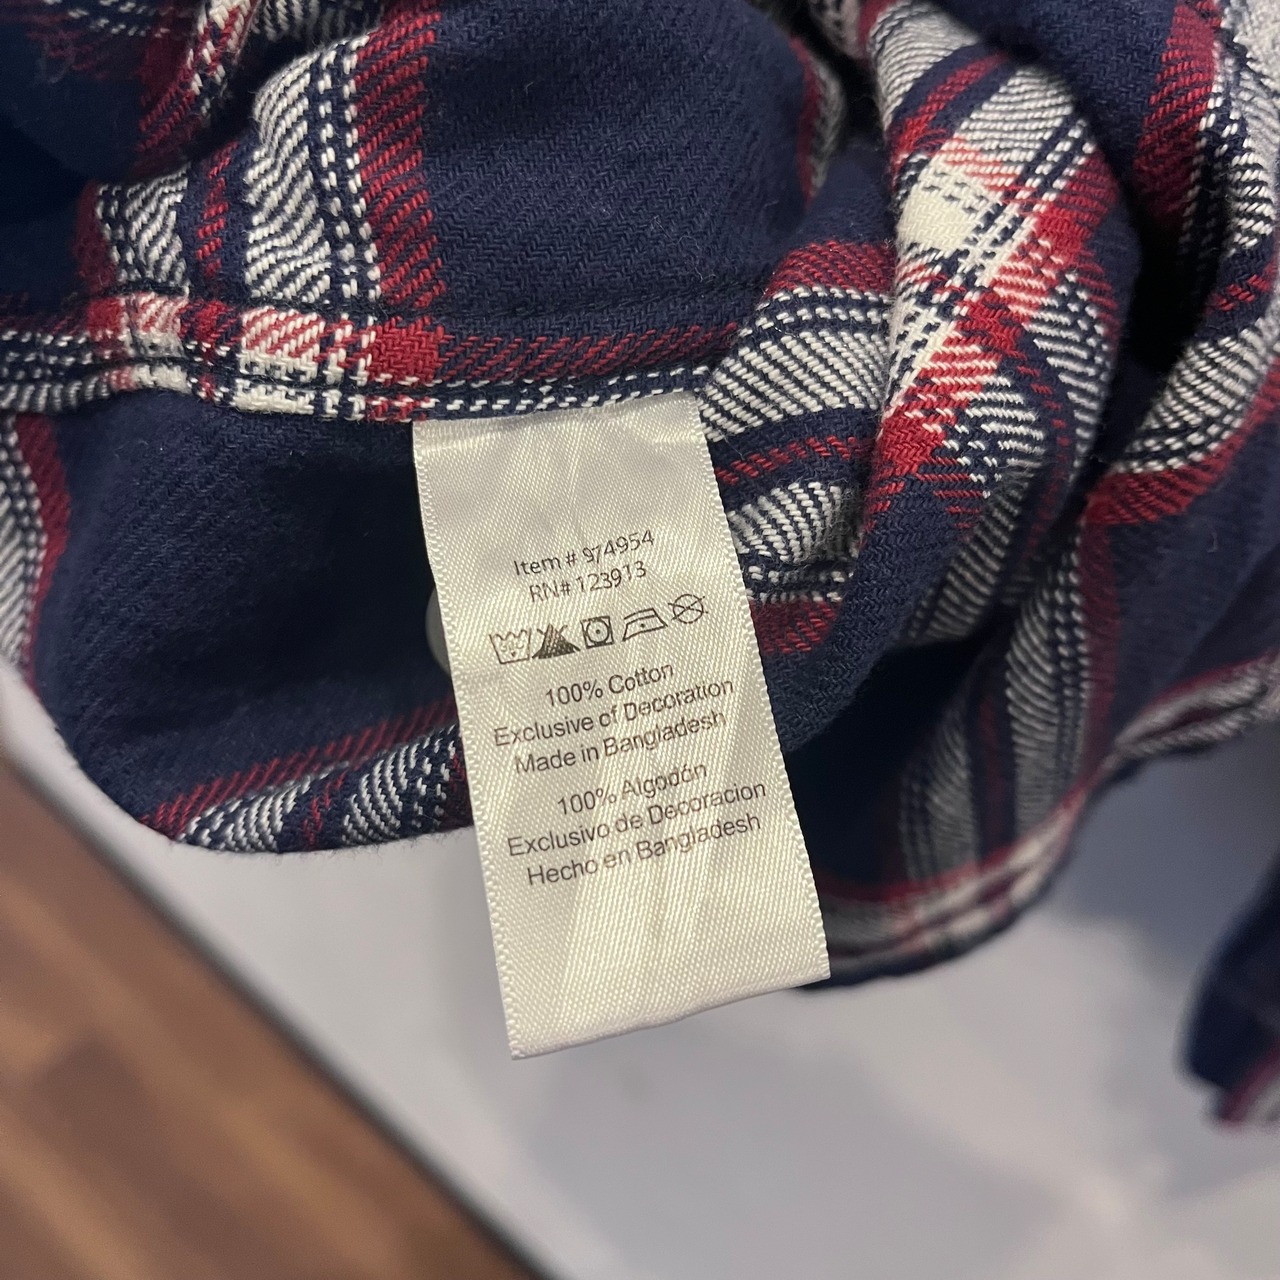 Item # 974954
RN# 123913
100% Cotton
Exclusive of Decoration
Made in Bangladesh
100% Algodón
Exclusivo de Decoracion
Hecho en Bangladesh